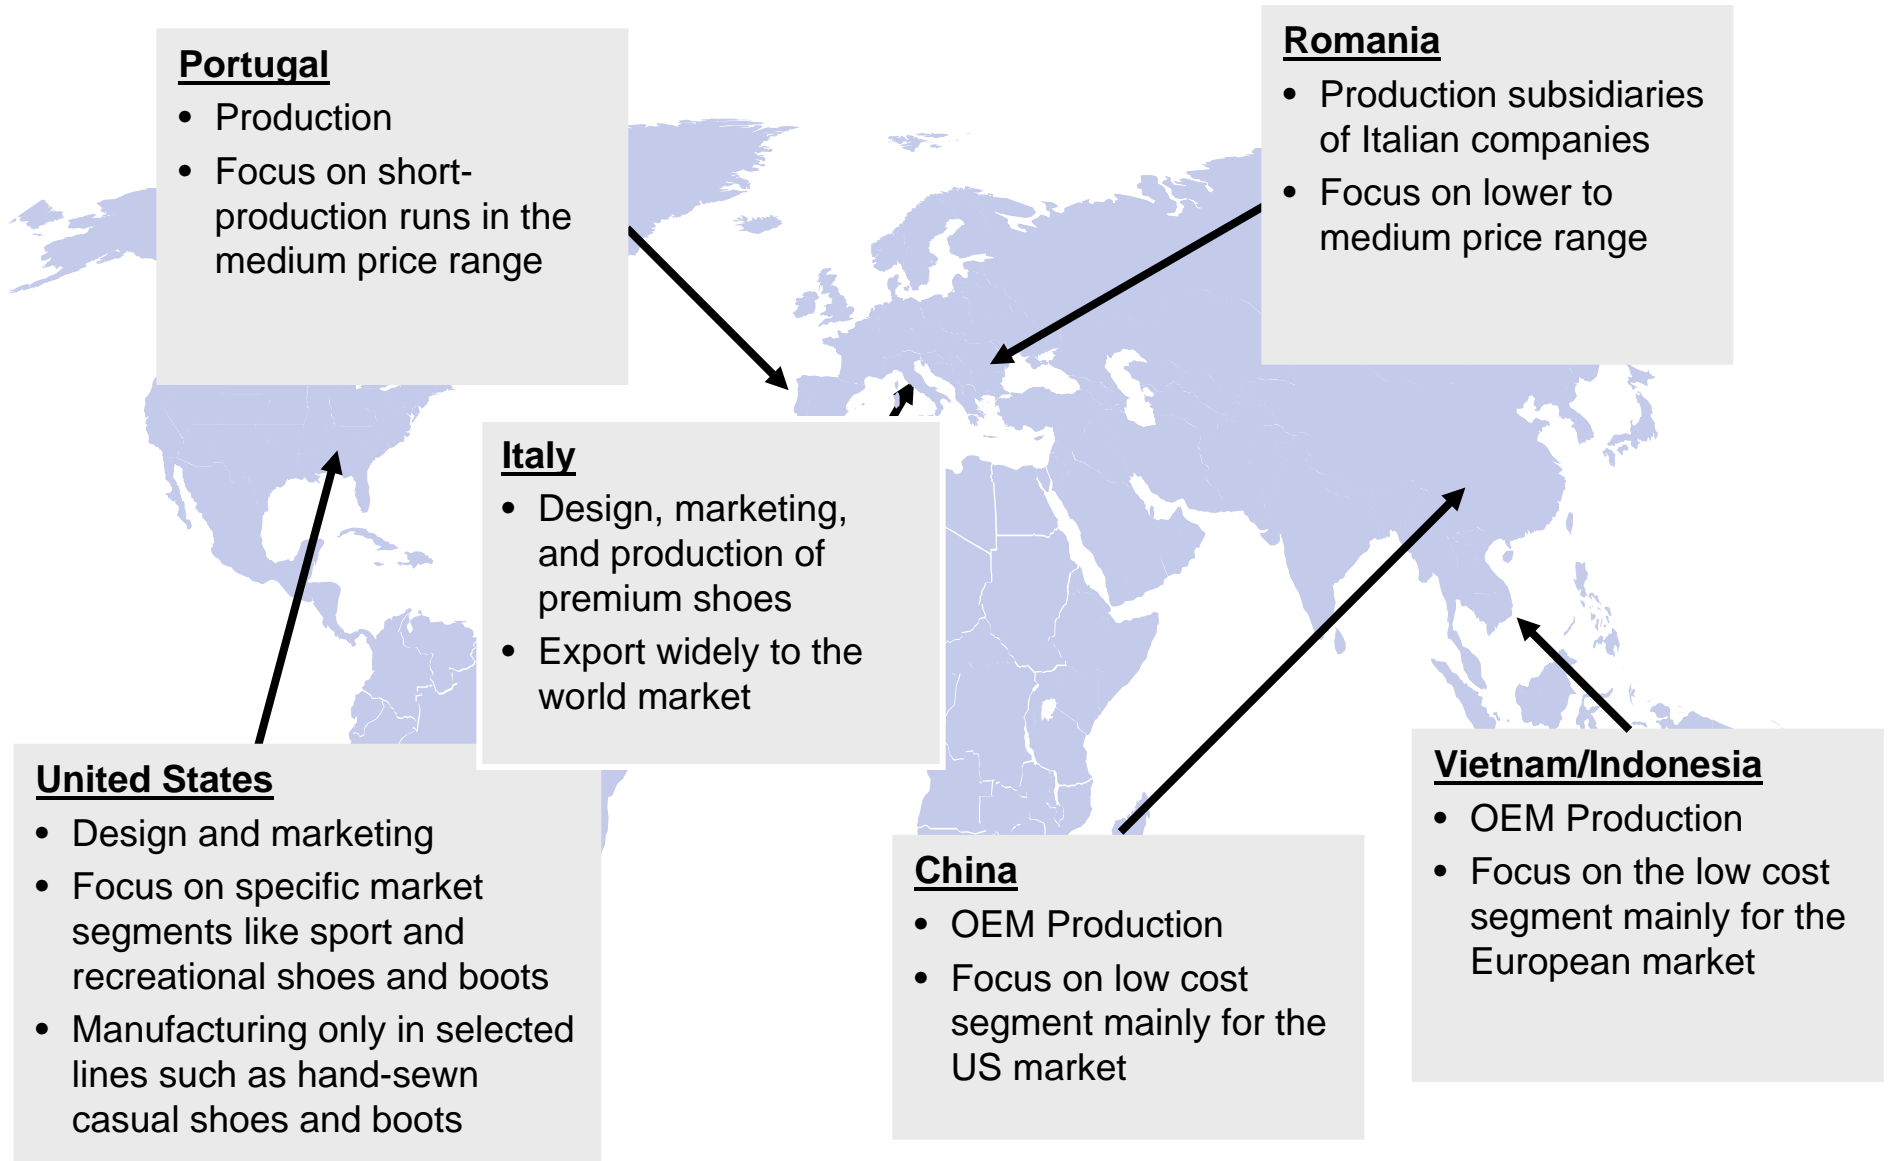 Portugal
• Production
• Focus on short-
production runs in the
medium price range
Romania
• Production subsidiaries
of Italian companies
• Focus on lower to
medium price range
Italy
• Design, marketing,
and production of
premium shoes
• Export widely to the
world market
United States
• Design and marketing
• Focus on specific market
segments like sport and
recreational shoes and boots
• Manufacturing only in selected
lines such as hand-sewn
casual shoes and boots
China
• OEM Production
• Focus on low cost
segment mainly for the
US market
Vietnam/Indonesia
• OEM Production
• Focus on the low cost
segment mainly for the
European market